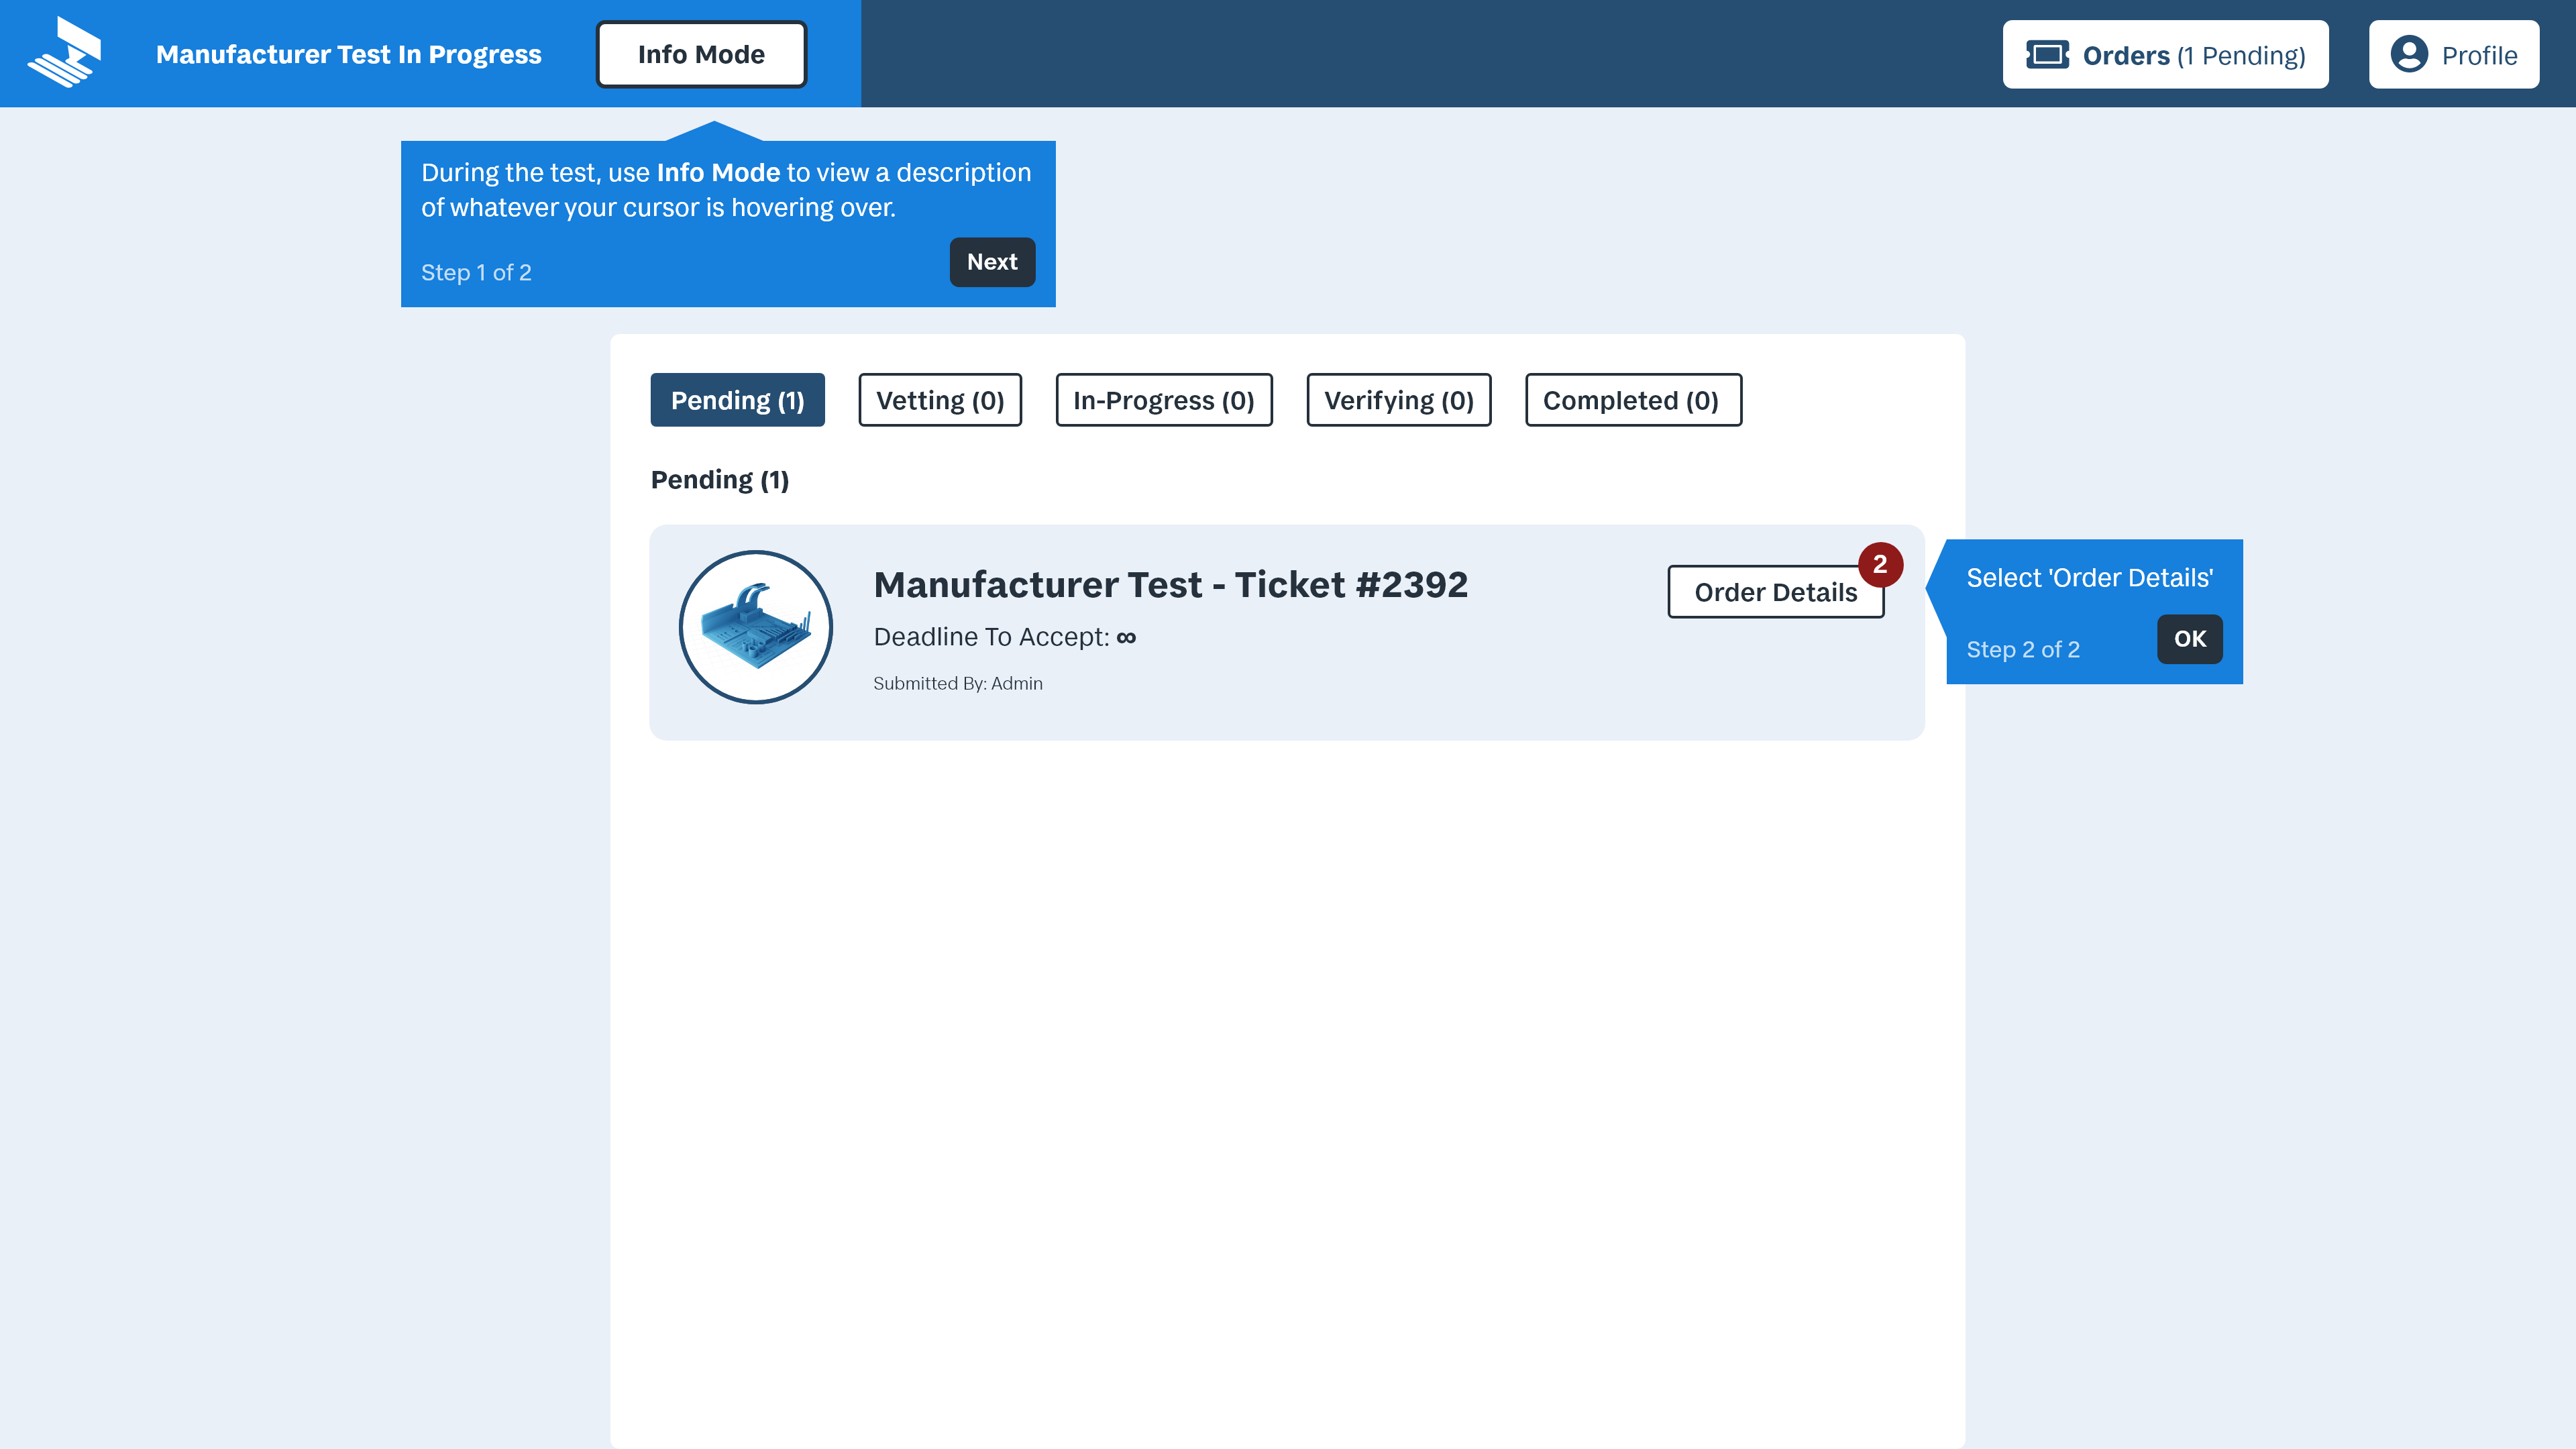 Manufacturer Test In Progress
Info Mode
Orders (1 Pending)
Profile
During the test, use Info Mode to view a description
of whatever your cursor is hovering over.
Step 1 of 2
Next
Pending (1)
Vetting (0)
In-Progress (0)
Verifying (0)
Completed (0)
Pending (1)
Manufacturer Test - Ticket #2392
Deadline To Accept: ∞
Submitted By: Admin
Order Details
2
Select 'Order Details'
Step 2 of 2
OK